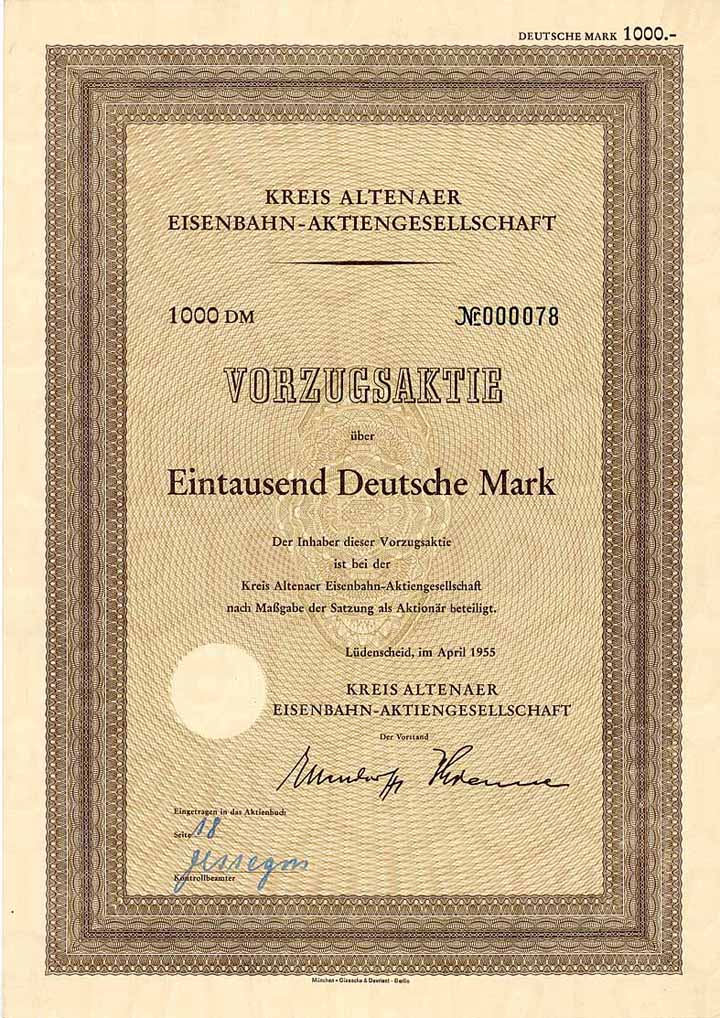 DEUTSCHE MARK 1000.-
KREIS ALTENAER
EISENBAHN-AKTIENGESELLSCHAFT
1000 DM
№ 000078
VORZUGSAKTIE
über
Eintausend Deutsche Mark
Der Inhaber dieser Vorzugsaktie
ist bei der
Kreis Altenaer Eisenbahn-Aktiengesellschaft
nach Maßgabe der Satzung als Aktionär beteiligt.
Lüdenscheid, im April 1955
KREIS ALTENAER
EISENBAHN-AKTIENGESELLSCHAFT
Der Vorstand
Eingetragen in das Aktienbuch
Seite 18
Kontrollbeamter
München · Giesecke & Devrient · Berlin